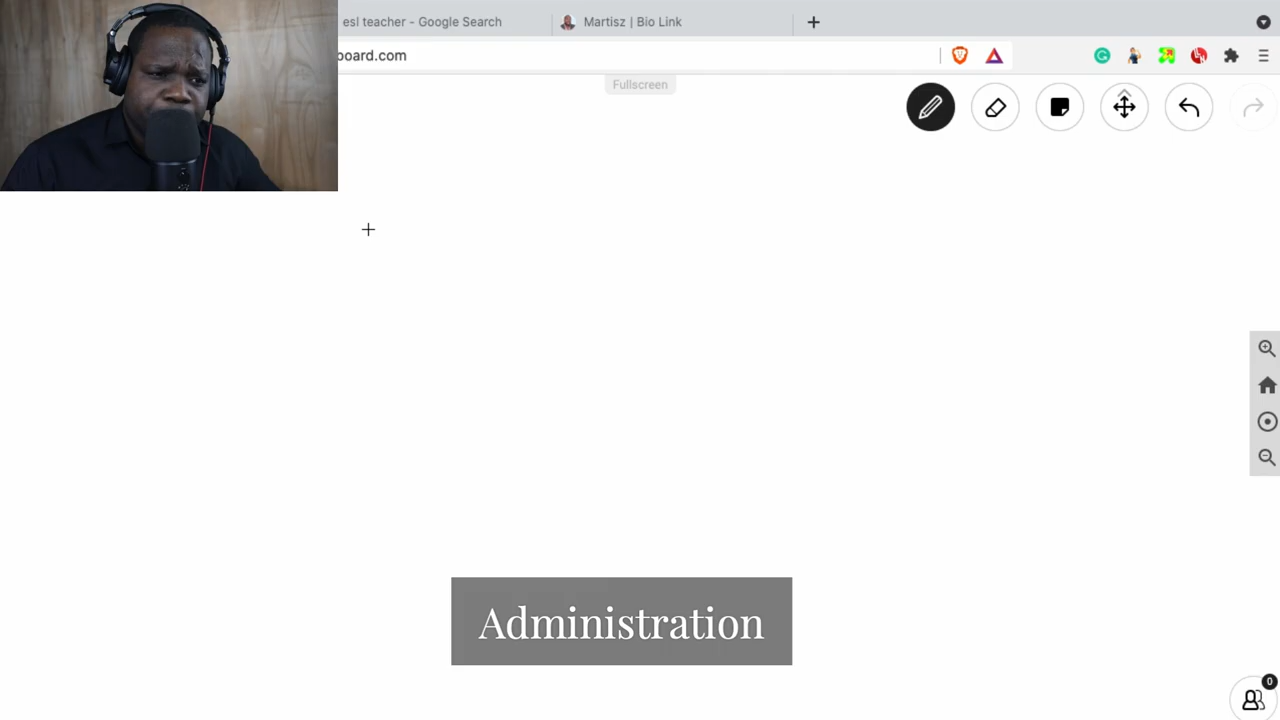 esl teacher - Google Search
Martisz | Bio Link
board.com
Fullscreen
Administration
0